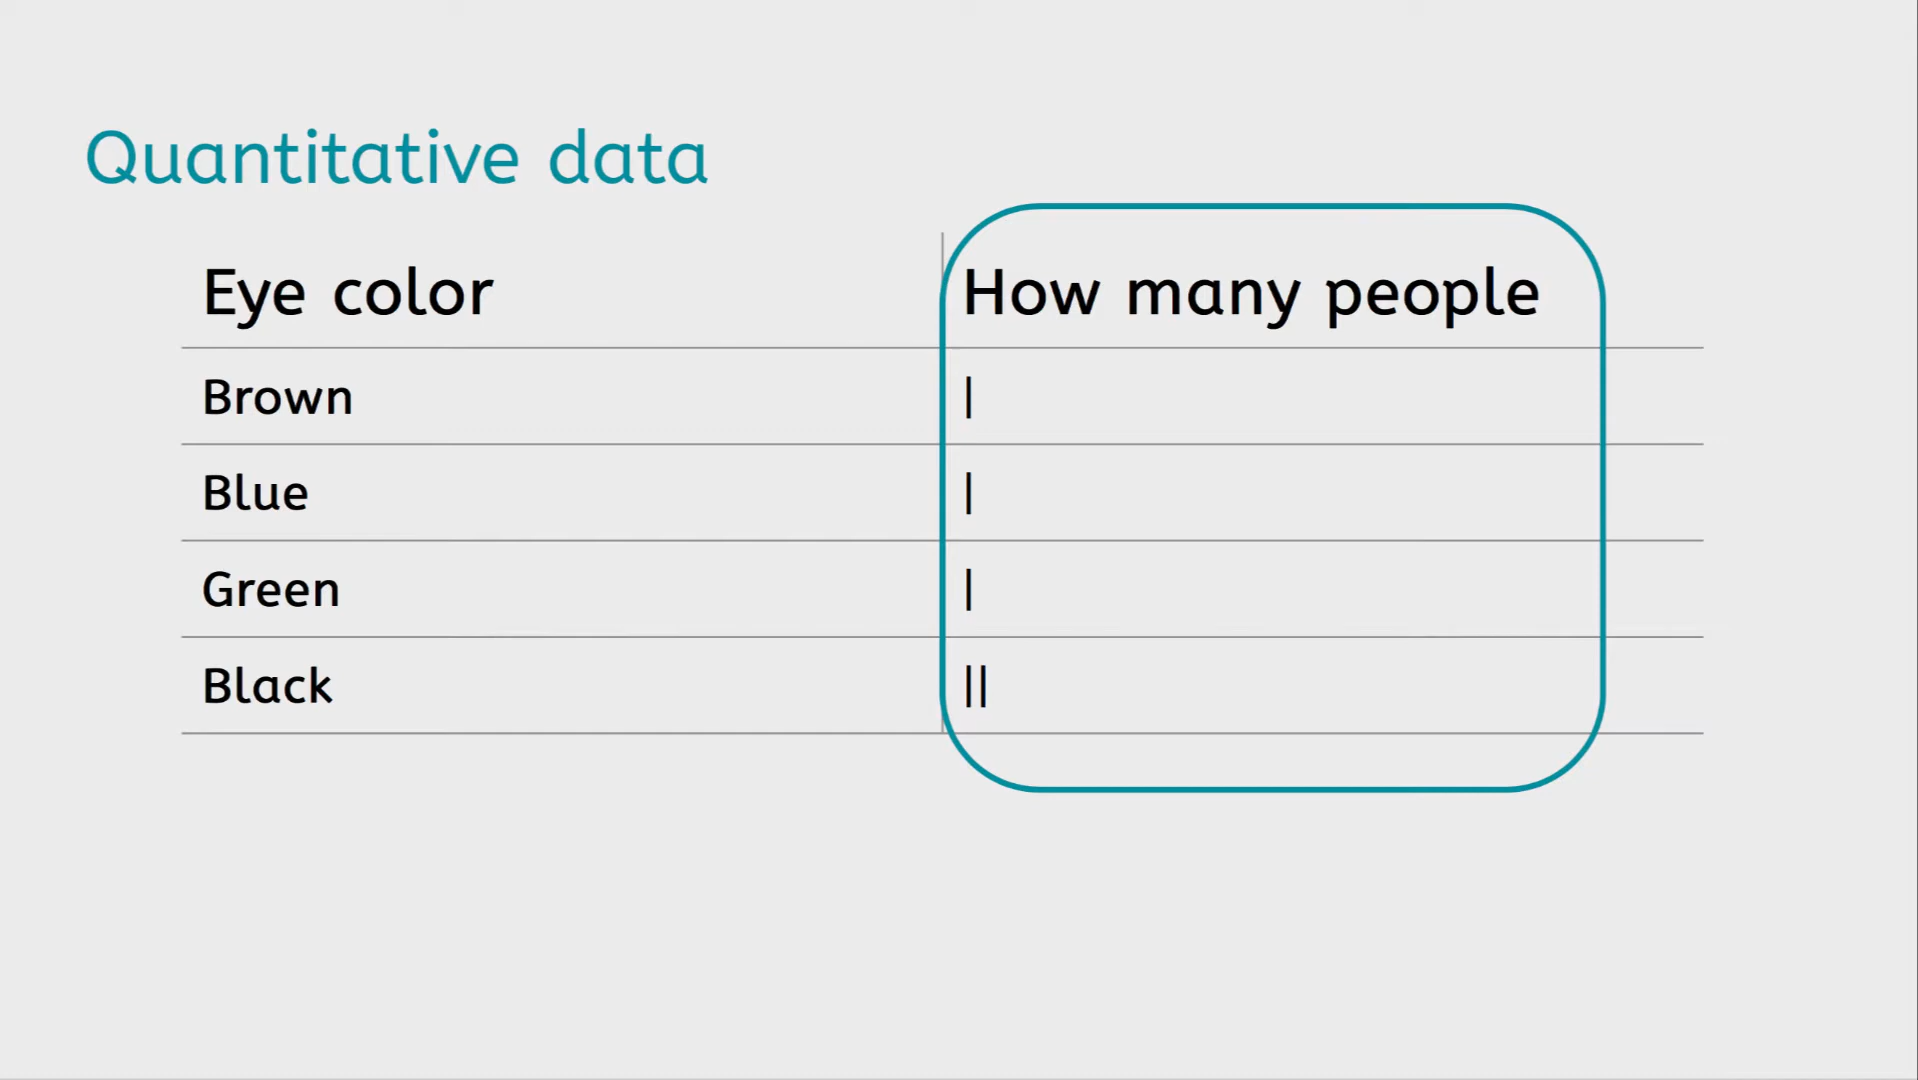 Quantitative data
Eye color How many people
Brown |
Blue |
Green |
Black ||